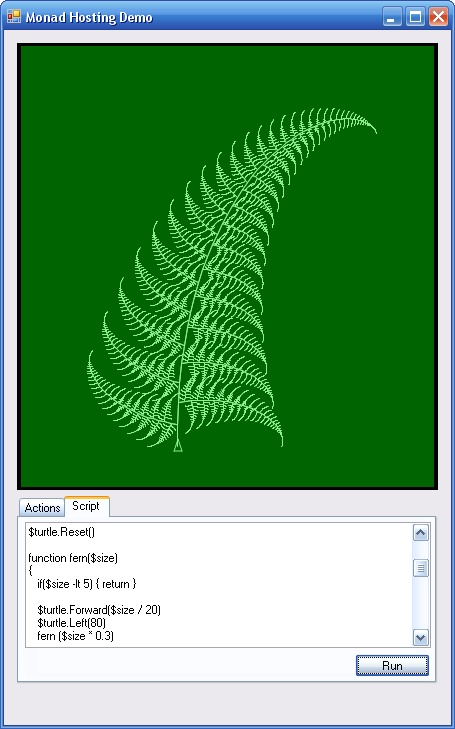 Monad Hosting Demo
Actions
Script
$turtle.Reset()
function fern($size)
{
if($size -lt 5) { return }
$turtle.Forward($size / 20)
$turtle.Left(80)
fern ($size * 0.3)
Run